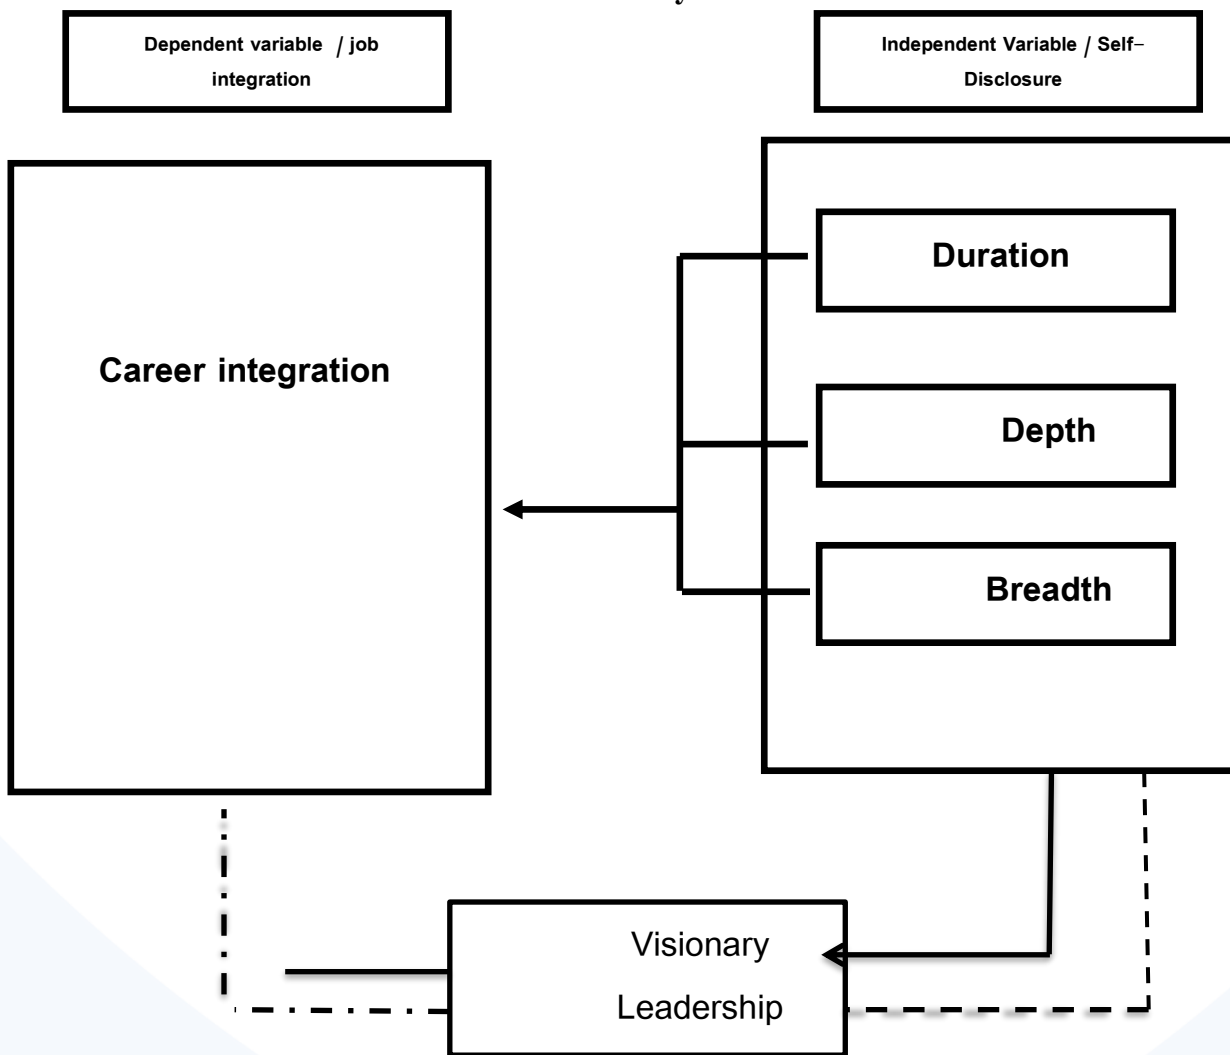 Dependent variable / job
integration
Independent Variable / Self-
Disclosure
Duration
Career integration
Depth
Breadth
Visionary
Leadership